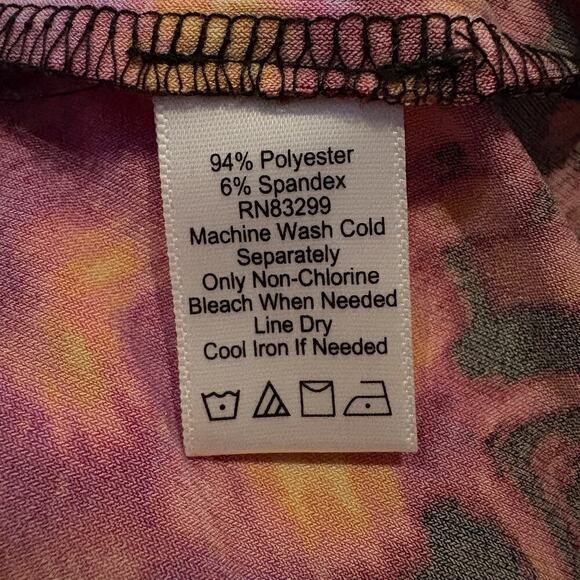 94% Polyester
6% Spandex
RN83299
Machine Wash Cold
Separately
Only Non-Chlorine
Bleach When Needed
Line Dry
Cool Iron If Needed